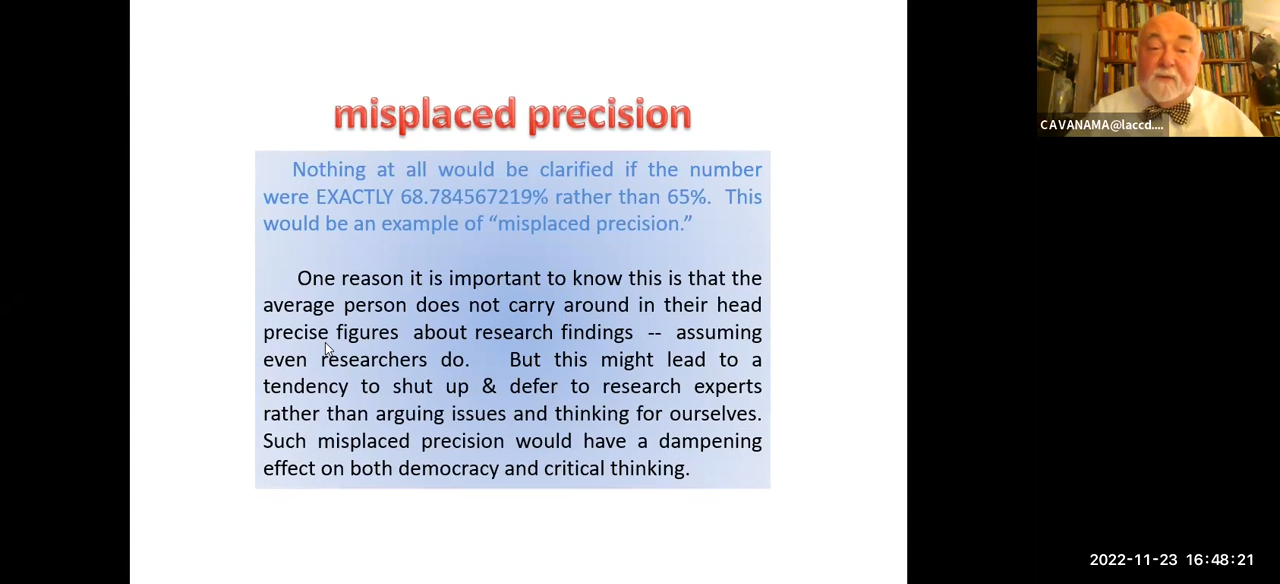 misplaced precision
Nothing at all would be clarified if the number
were EXACTLY 68.784567219% rather than 65%. This
would be an example of “misplaced precision.”
One reason it is important to know this is that the
average person does not carry around in their head
precise figures about research findings -- assuming
even researchers do. But this might lead to a
tendency to shut up & defer to research experts
rather than arguing issues and thinking for ourselves.
Such misplaced precision would have a dampening
effect on both democracy and critical thinking.
CAVANAMA@laccd....
2022-11-23 16:48:21